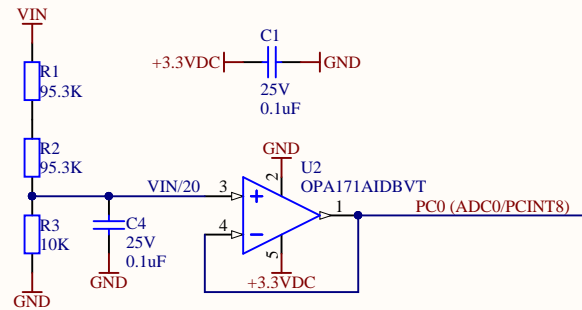 VIN
R1
95.3K
R2
95.3K
R3
10K
GND
C1
+3.3VDC
GND
25V
0.1uF
VIN/20
C4
25V
0.1uF
GND
GND
U2
OPA171AIDBVT
3
2
4
1
5
+3.3VDC
PC0 (ADC0/PCINT8)